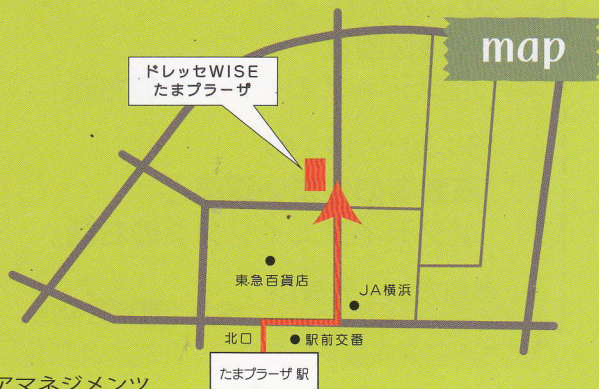 map
ドレッセWISE
たまプラーザ
東急百貨店
JA横浜
北口
駅前交番
たまプラーザ 駅
アマネジメンツ